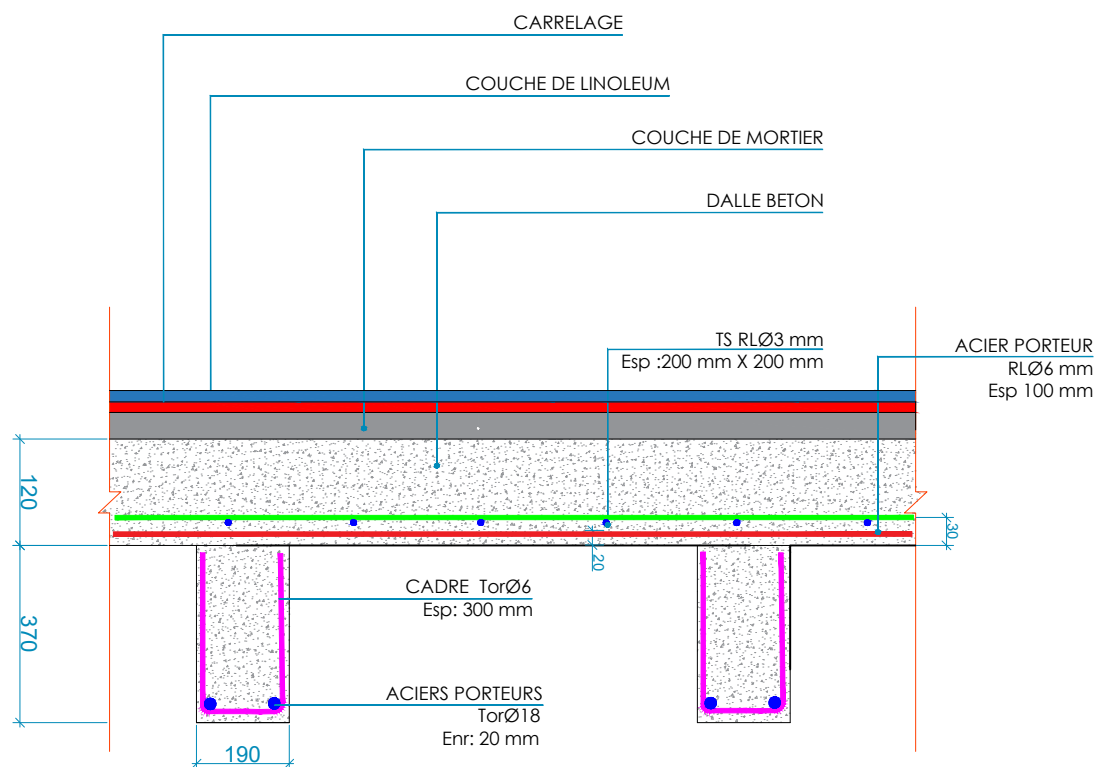 CARRELAGE
COUCHE DE LINOLEUM
COUCHE DE MORTIER
DALLE BETON
TS RLØ3 mm
Esp :200 mm X 200 mm
ACIER PORTEUR
RLØ6 mm
Esp 100 mm
120
30
20
370
CADRE TorØ6
Esp: 300 mm
ACIERS PORTEURS
TorØ18
Enr: 20 mm
190